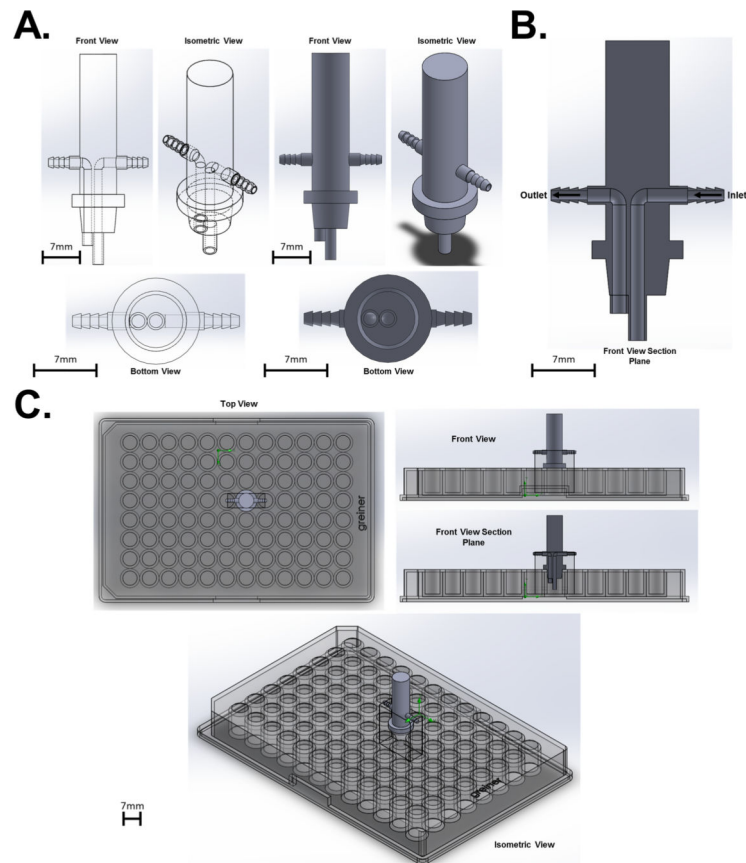 A.
Front View
Isometric View
Front View
Isometric View
7mm
7mm
7mm
7mm
Bottom View
Bottom View
B.
Outlet
Inlet
7mm
Front View Section
Plane
C.
Top View
greiner
Front View
Front View Section
Plane
greiner
7mm
Isometric View